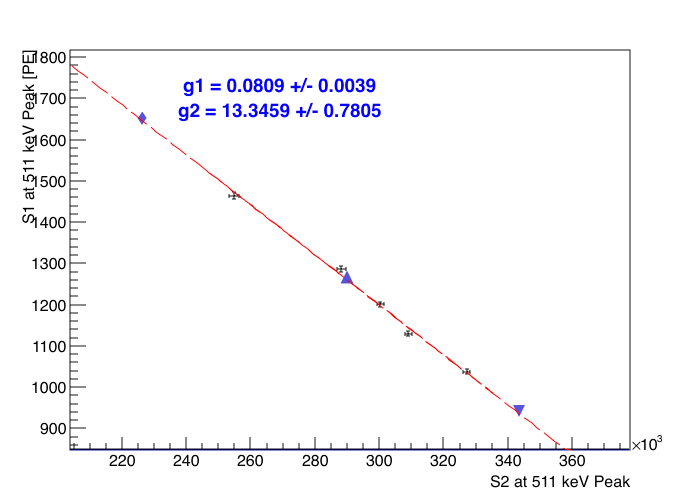 S1 at 511 keV Peak [PE]
1800
1700
1600
1500
1400
1300
1200
1100
1000
900
g1 = 0.0809 +/- 0.0039
g2 = 13.3459 +/- 0.7805
220 240 260 280 300 320 340 360
×10³
S2 at 511 keV Peak